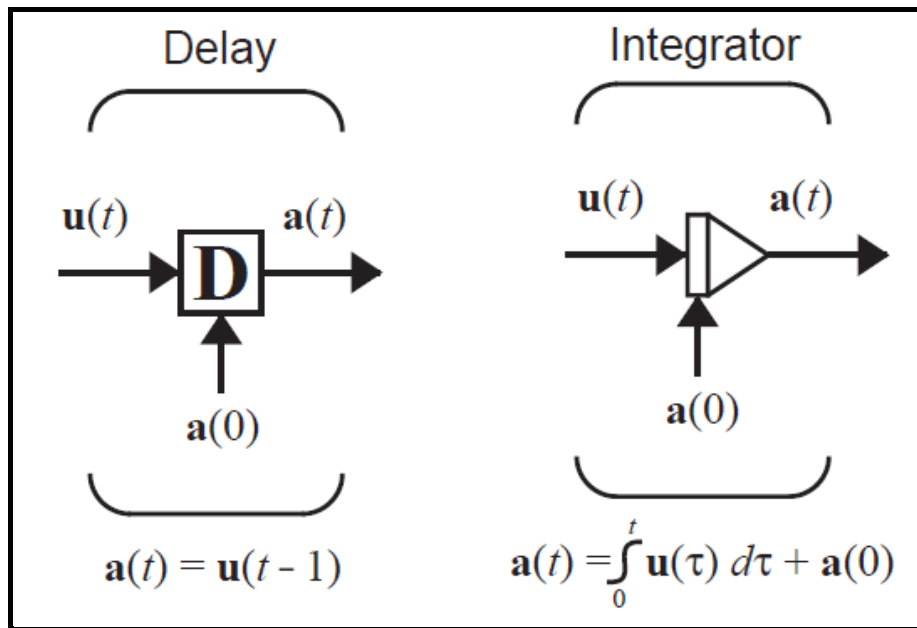 Delay
u(t)
a(t)
D
a(0)
a(t) = u(t - 1)
Integrator
u(t)
a(t)
a(0)
a(t) = ∫₀ᵗ u(τ) dτ + a(0)